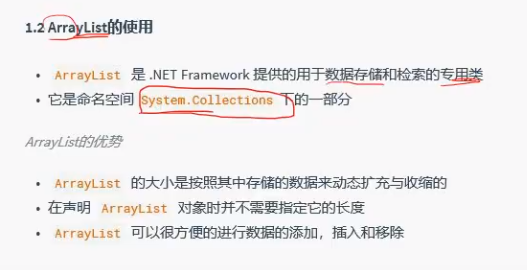 1.2 ArrayList的使用
ArrayList 是 .NET Framework 提供的用于数据存储和检索的专用类
它是命名空间 System.Collections 下的一部分
ArrayList的优势
ArrayList 的大小是按照其中存储的数据来动态扩充与收缩的
在声明 ArrayList 对象时并不需要指定它的长度
ArrayList 可以很方便的进行数据的添加，插入和移除